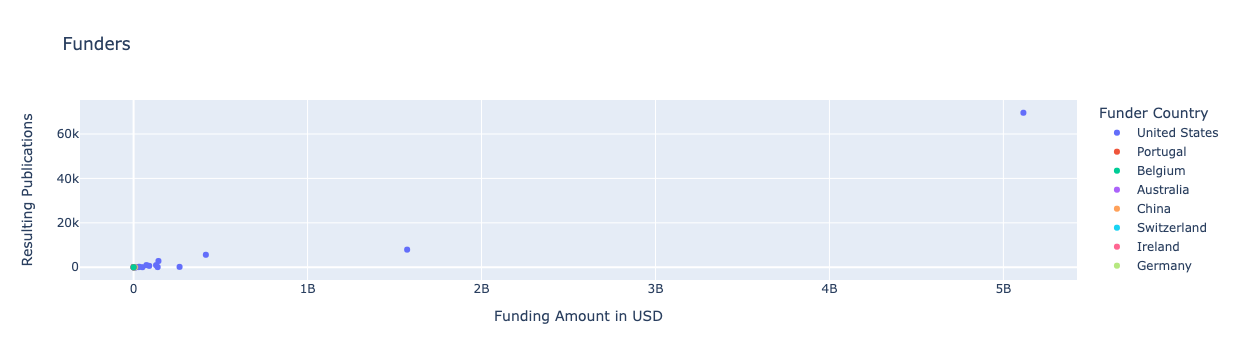 Funders
Resulting Publications
60k
40k
20k
0
0
1B
2B
3B
4B
5B
Funding Amount in USD
Funder Country
United States
Portugal
Belgium
Australia
China
Switzerland
Ireland
Germany